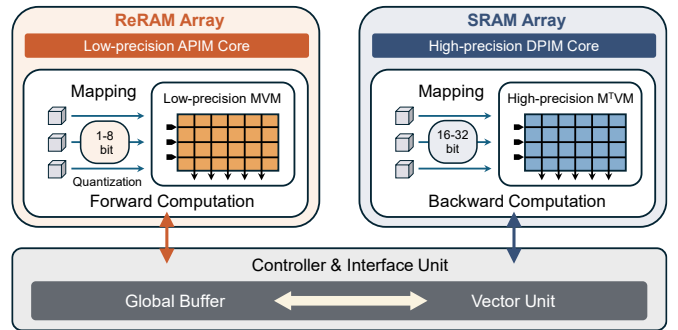 ReRAM Array
Low-precision APIM Core
Mapping
Low-precision MVM
1-8
bit
Quantization
Forward Computation
SRAM Array
High-precision DPIM Core
Mapping
High-precision MᵀVM
16-32
bit
Backward Computation
Controller & Interface Unit
Global Buffer
Vector Unit